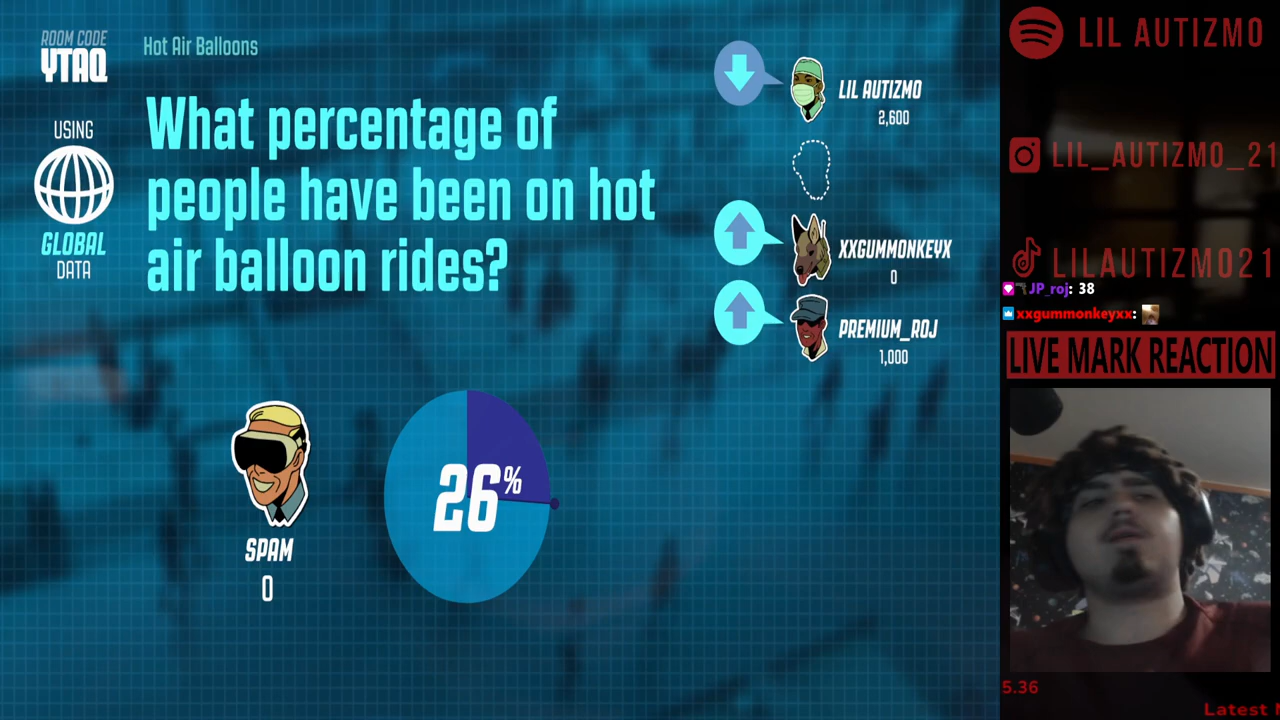 ROOM CODE
YTAQ
Hot Air Balloons
What percentage of
people have been on hot
air balloon rides?
USING
GLOBAL
DATA
LIL AUTIZMO
2,600
XXGUMMONKEYX
0
PREMIUM_ROJ
1,000
26%
SPAM
0
LIL AUTIZMO
LIL_AUTIZMO_21
LILAUTIZMO21
JP_roj: 38
xxgummonkeyxx:
LIVE MARK REACTION
5.36
Latest